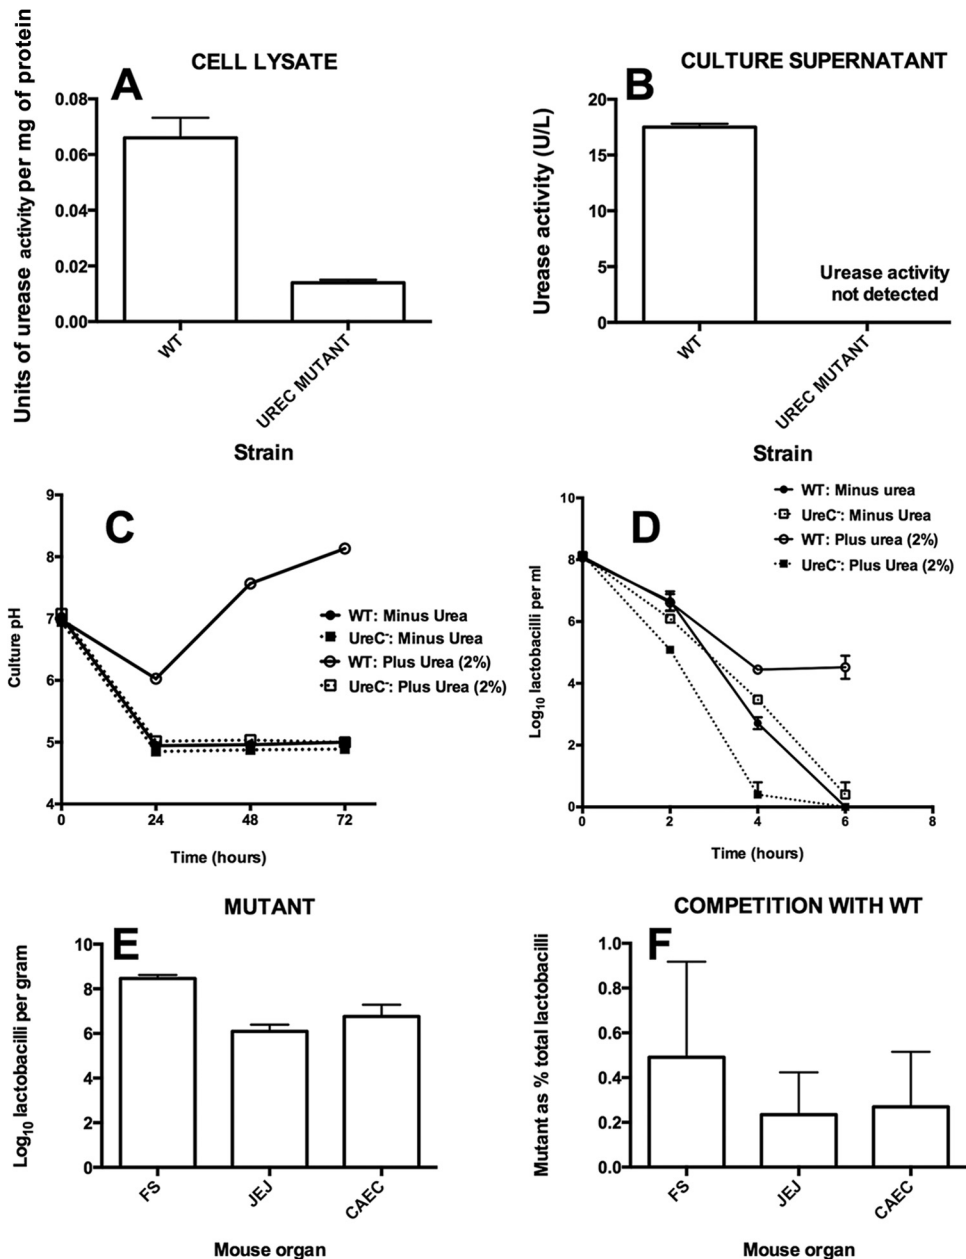 A
CELL LYSATE
Units of urease activity per mg of protein
0.08
0.06
0.04
0.02
0.00
WT
UREC MUTANT
Strain
B
CULTURE SUPERNATANT
Urease activity (U/L)
20
15
10
5
0
Urease activity
not detected
WT
UREC MUTANT
Strain
C
Culture pH
9
8
7
6
5
4
0
24
48
72
Time (hours)
WT: Minus Urea
UreC-: Minus Urea
WT: Plus Urea (2%)
UreC-: Plus Urea (2%)
D
Log10 lactobacilli per ml
10
8
6
4
2
0
0
2
4
6
8
Time (hours)
WT: Minus urea
UreC-: Minus Urea
WT: Plus urea (2%)
UreC-: Plus Urea (2%)
E
MUTANT
Log10 lactobacilli per gram
10
8
6
4
2
0
FS
JEJ
CAEC
Mouse organ
F
COMPETITION WITH WT
Mutant as % total lactobacilli
1.0
0.8
0.6
0.4
0.2
0.0
FS
JEJ
CAEC
Mouse organ